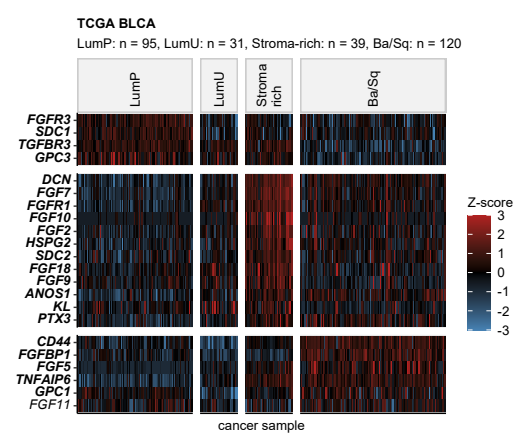 TCGA BLCA
LumP: n = 95, LumU: n = 31, Stroma-rich: n = 39, Ba/Sq: n = 120
LumP
LumU
Stroma
rich
Ba/Sq
FGFR3
SDC1
TGFBR3
GPC3
DCN
FGF7
FGFR1
FGF10
FGF2
HSPG2
SDC2
FGF18
FGF9
ANOS1
KL
PTX3
CD44
FGFBP1
FGF5
TNFAIP6
GPC1
FGF11
cancer sample
Z-score
3
2
1
0
-1
-2
-3